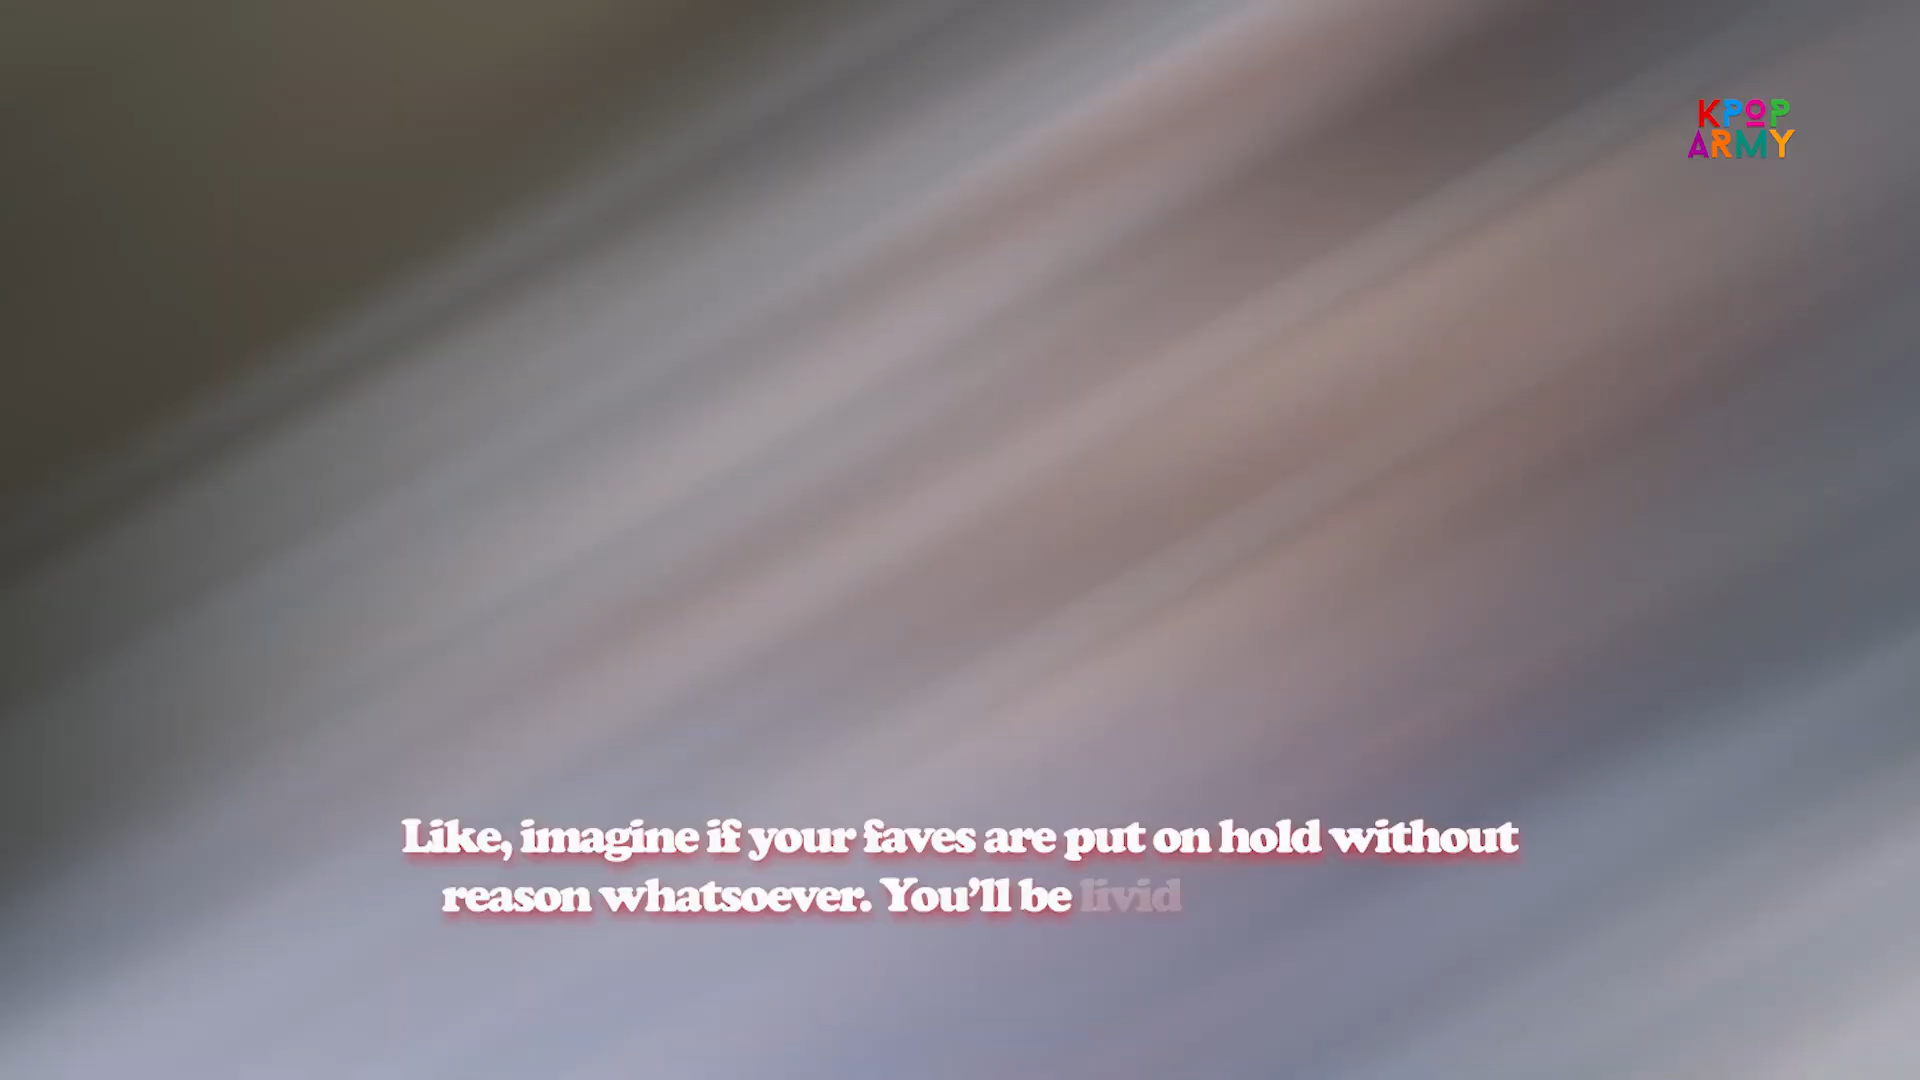 KPOP
ARMY
Like, imagine if your faves are put on hold without
reason whatsoever. You'll be livid